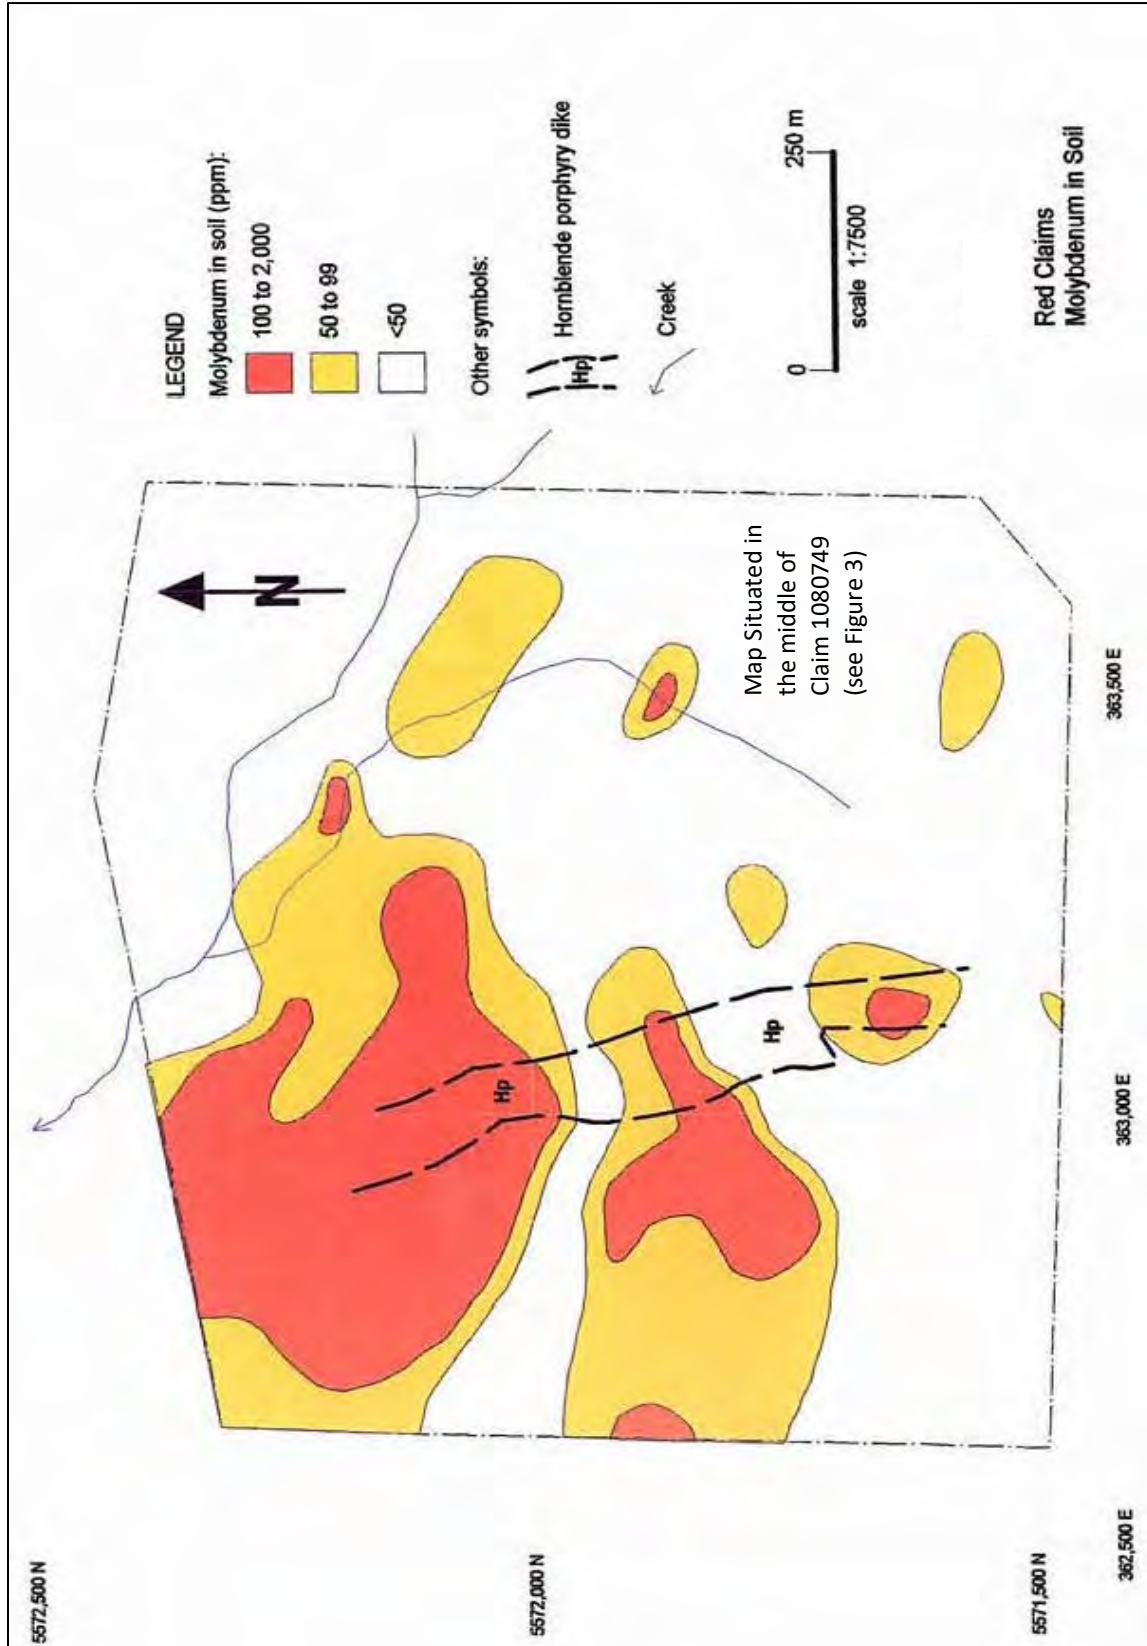 LEGEND
Molybdenum in soil (ppm):
100 to 2,000
50 to 99
<50
Other symbols:
Hp
Hornblende porphyry dike
Creek
0
250 m
scale 1:7500
Red Claims
Molybdenum in Soil
N
Map Situated in
the middle of
Claim 1080749
(see Figure 3)
Hp
Hp
5572,500 N
5572,000 N
5571,500 N
362,500 E
363,000 E
363,500 E